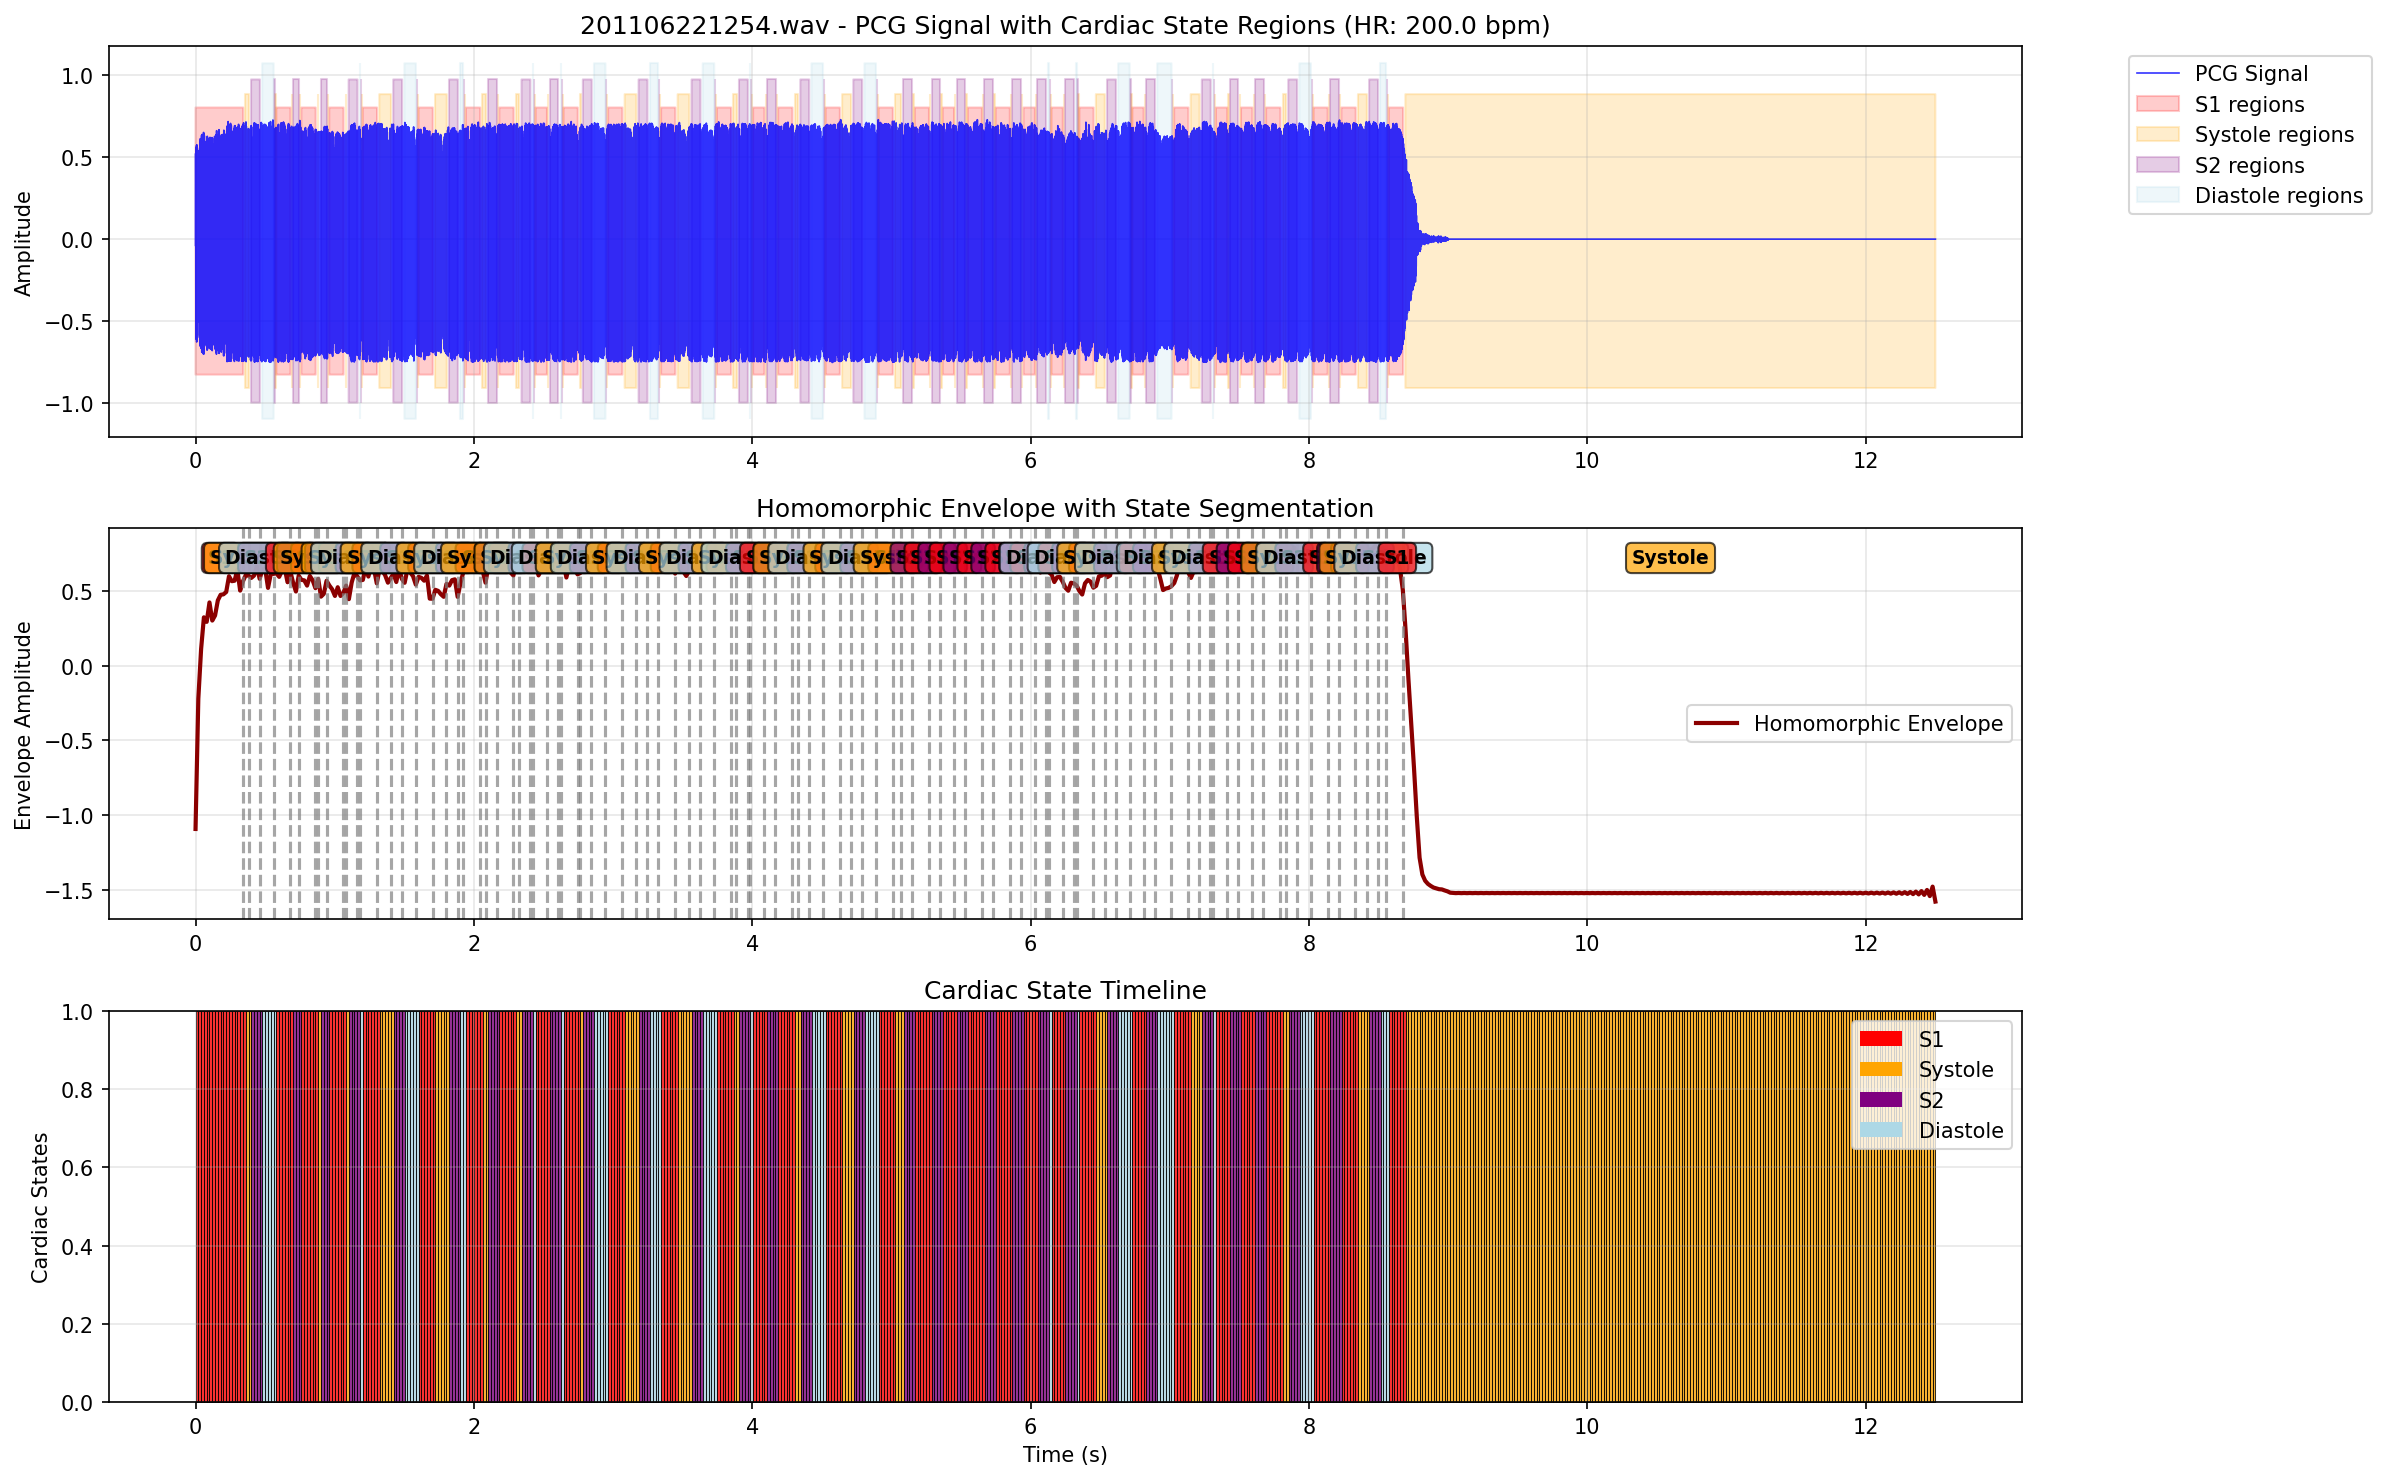 201106221254.wav - PCG Signal with Cardiac State Regions (HR: 200.0 bpm)
Amplitude
1.0
0.5
0.0
−0.5
−1.0
0 2 4 6 8 10 12
PCG Signal
S1 regions
Systole regions
S2 regions
Diastole regions
Homomorphic Envelope with State Segmentation
Envelope Amplitude
0.5
0.0
−0.5
−1.0
−1.5
Systole
Homomorphic Envelope
0 2 4 6 8 10 12
Cardiac State Timeline
Cardiac States
1.0
0.8
0.6
0.4
0.2
0.0
S1
Systole
S2
Diastole
0 2 4 6 8 10 12
Time (s)